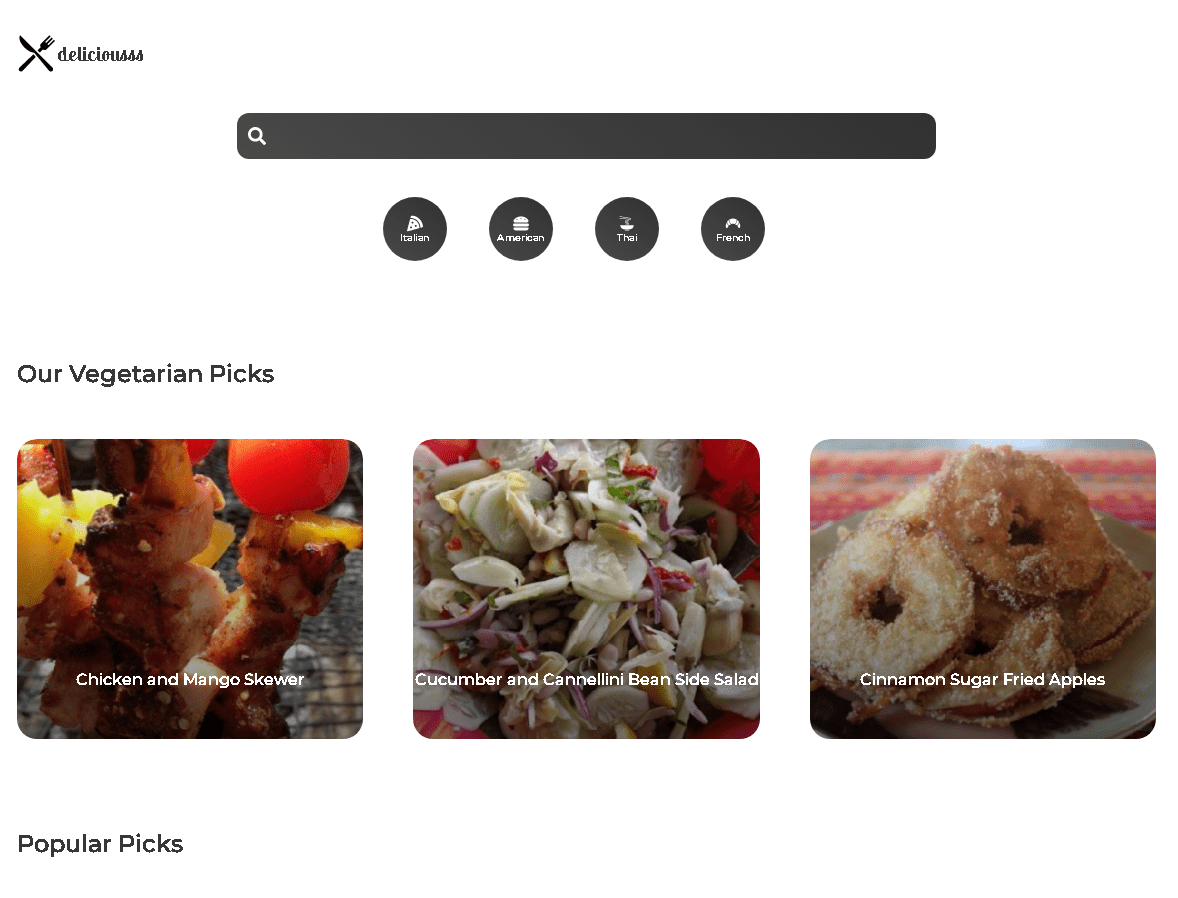 deliciousss
Italian
American
Thai
French
Our Vegetarian Picks
Chicken and Mango Skewer
Cucumber and Cannellini Bean Side Salad
Cinnamon Sugar Fried Apples
Popular Picks